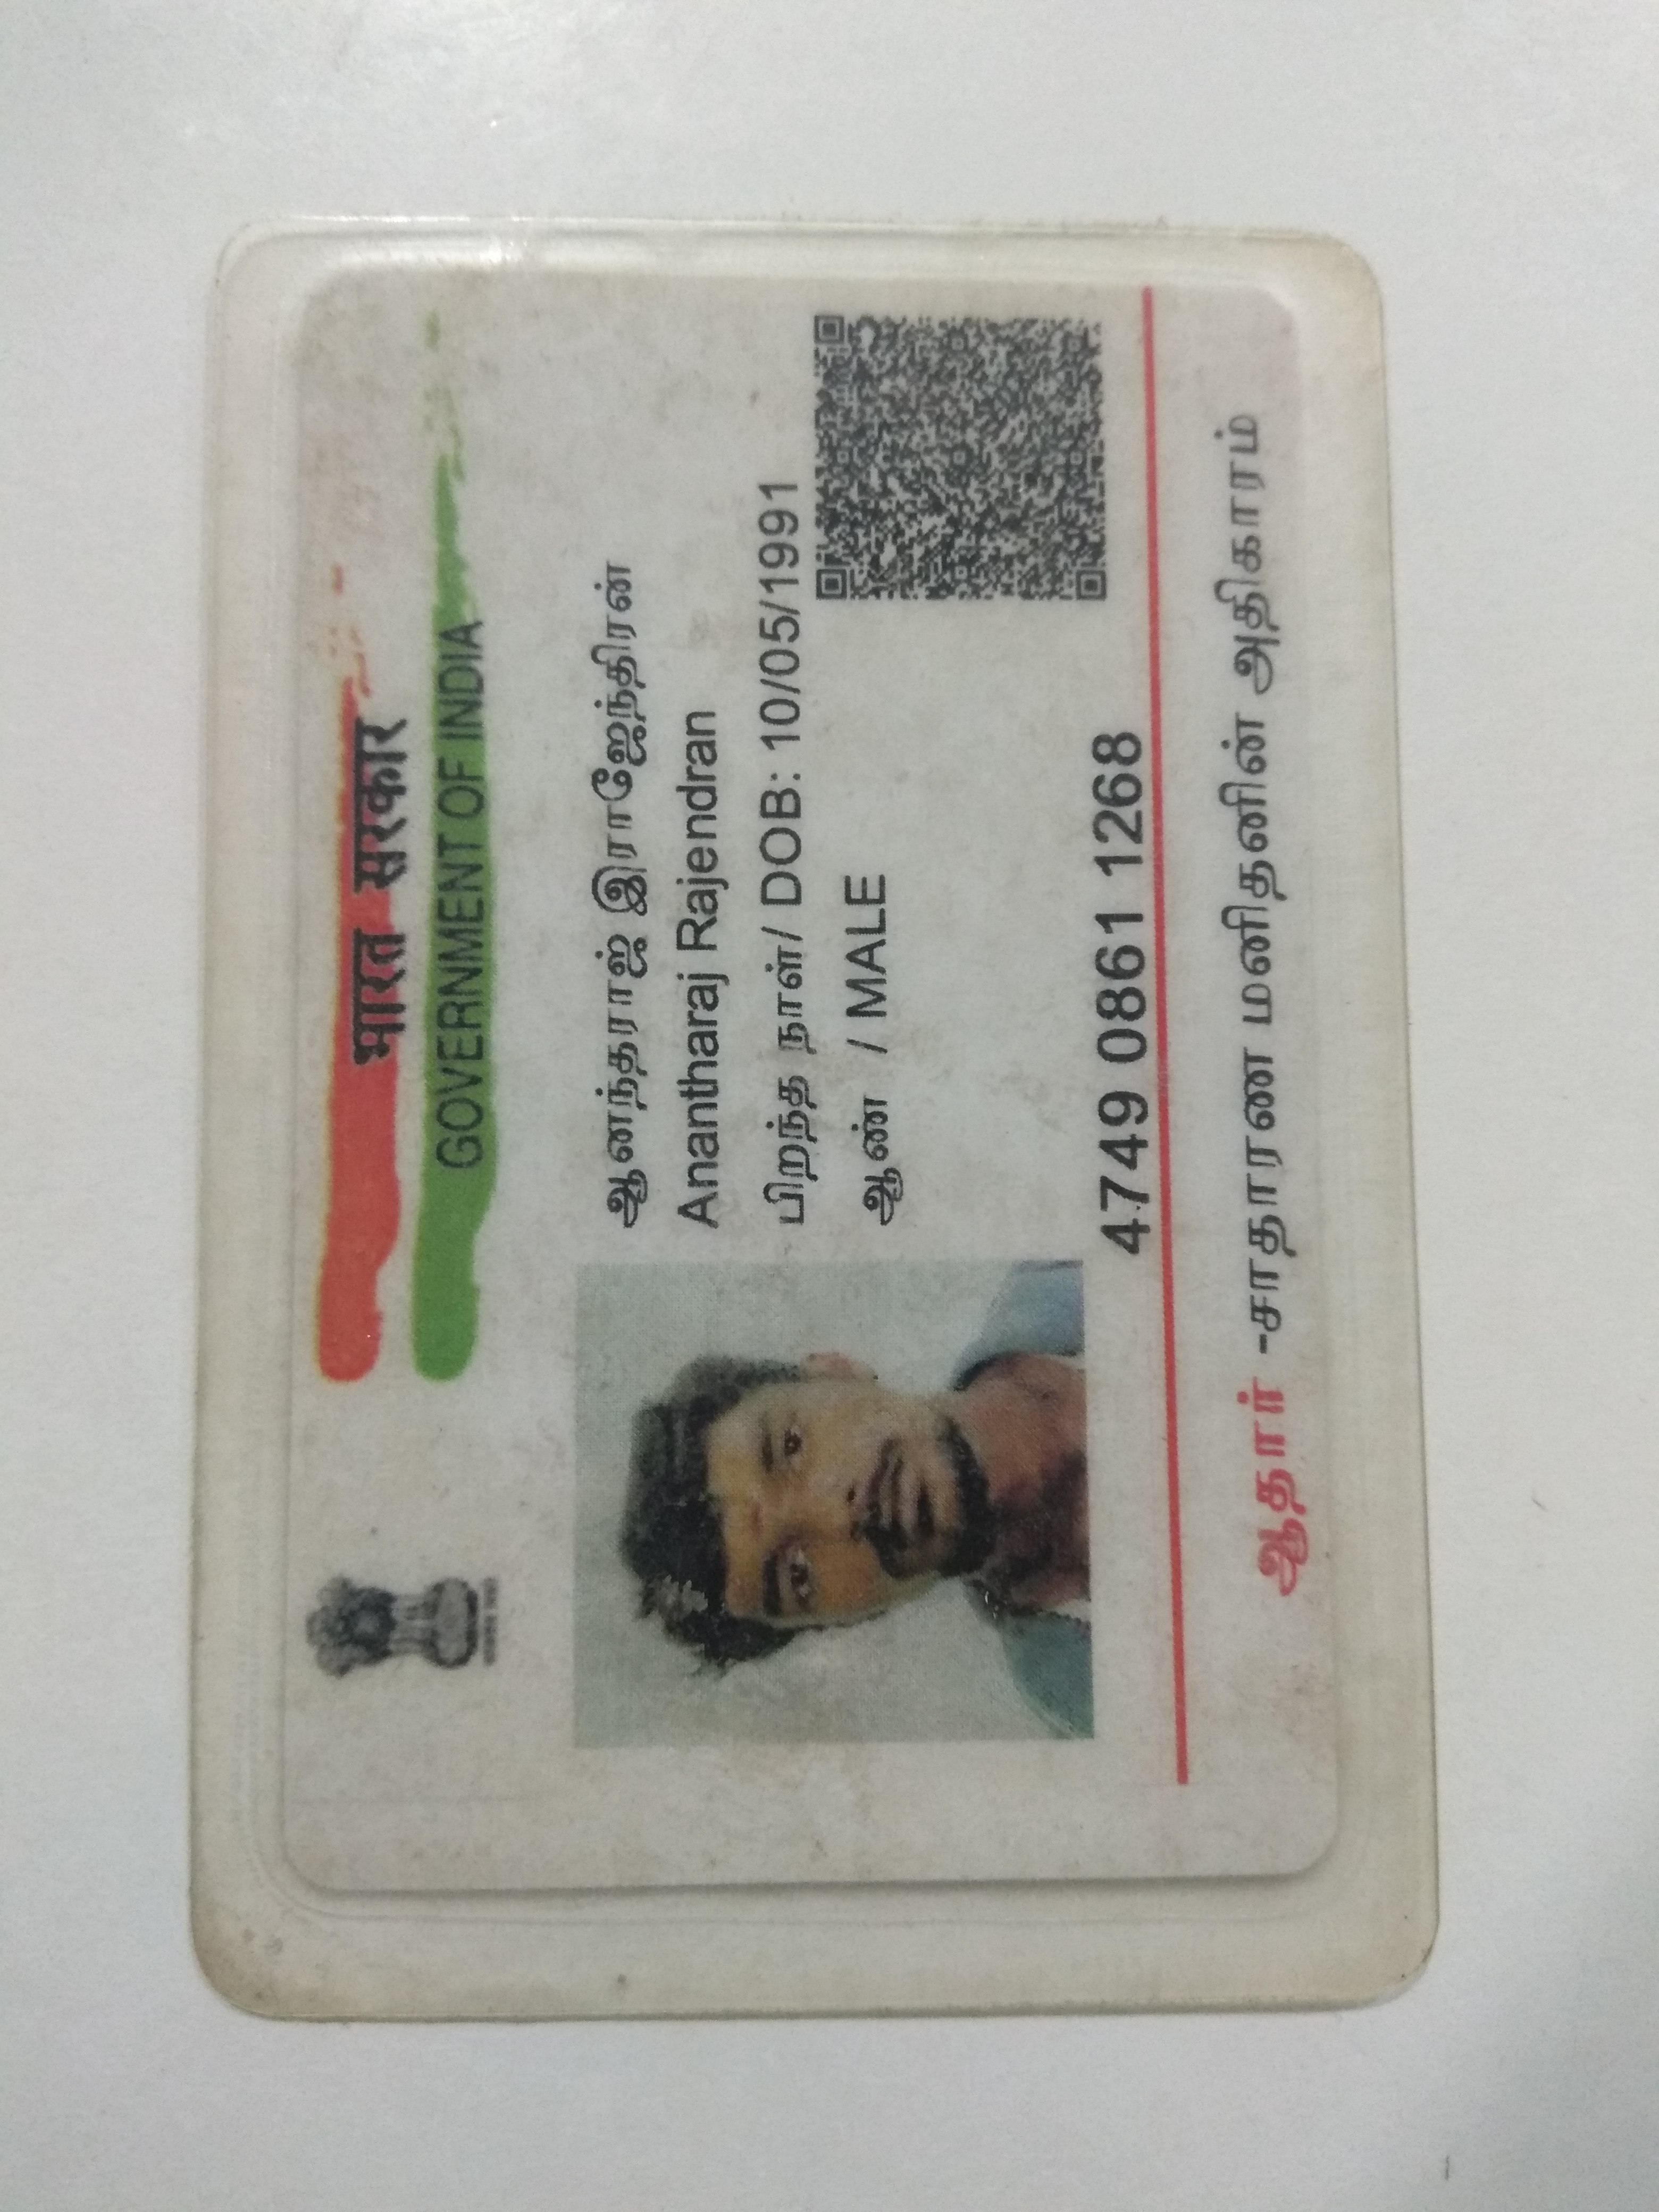 भारत सरकार
GOVERNMENT OF INDIA
ஆனந்தராஜ் இராஜேந்திரன்
Anantharaj Rajendran
பிறந்த நாள்/ DOB: 10/05/1991
ஆண் / MALE
4749 0861 1268
ஆதார் -சாதாரண மனிதனின் அதிகாரம்